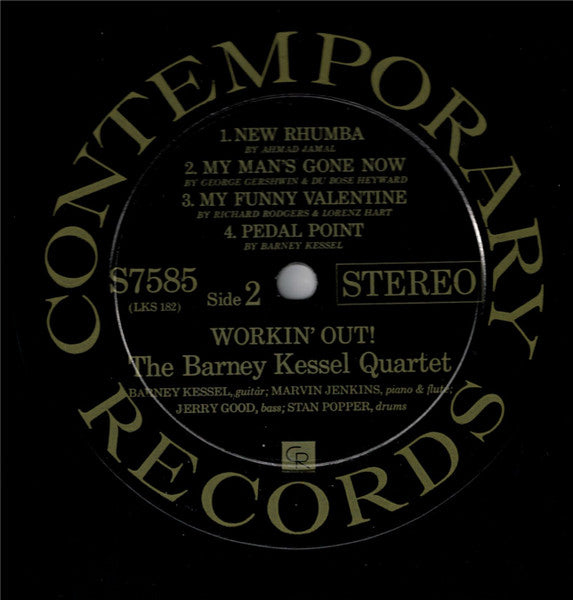 CONTEMPORARY
1. NEW RHUMBA
BY AHMAD JAMAL
2. MY MAN'S GONE NOW
BY GEORGE GERSHWIN & DU BOSE HEYWARD
3. MY FUNNY VALENTINE
BY RICHARD RODGERS & LORENZ HART
4. PEDAL POINT
BY BARNEY KESSEL
S7585
(LKS 182)
Side 2
STEREO
WORKIN' OUT!
The Barney Kessel Quartet
BARNEY KESSEL, guitar; MARVIN JENKINS, piano & flute;
JERRY GOOD, bass; STAN POPPER, drums
CR
RECORDS